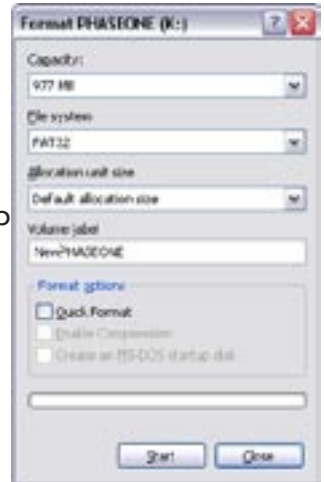 Format PHASEONE (K:)
Capacity:
977 MB
File system
FAT32
Allocation unit size
Default allocation size
Volume label
NewPHASEONE
Format options
Quick Format
Enable Compression
Create an MS-DOS startup disk
Start
Close